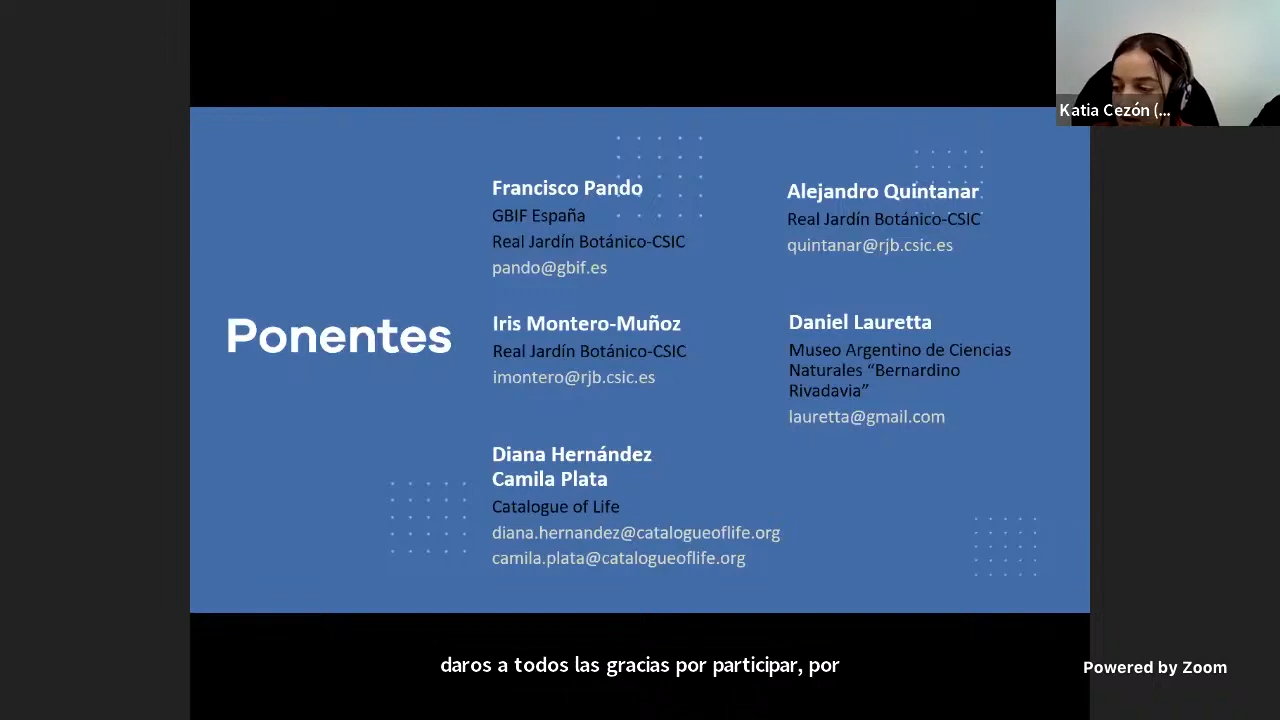 Katia Cezón (...
Ponentes
Francisco Pando
GBIF España
Real Jardín Botánico-CSIC
pando@gbif.es
Alejandro Quintanar
Real Jardín Botánico-CSIC
quintanar@rjb.csic.es
Iris Montero-Muñoz
Real Jardín Botánico-CSIC
imontero@rjb.csic.es
Daniel Lauretta
Museo Argentino de Ciencias
Naturales “Bernardino
Rivadavia”
lauretta@gmail.com
Diana Hernández
Camila Plata
Catalogue of Life
diana.hernandez@catalogueoflife.org
camila.plata@catalogueoflife.org
daros a todos las gracias por participar, por
Powered by Zoom